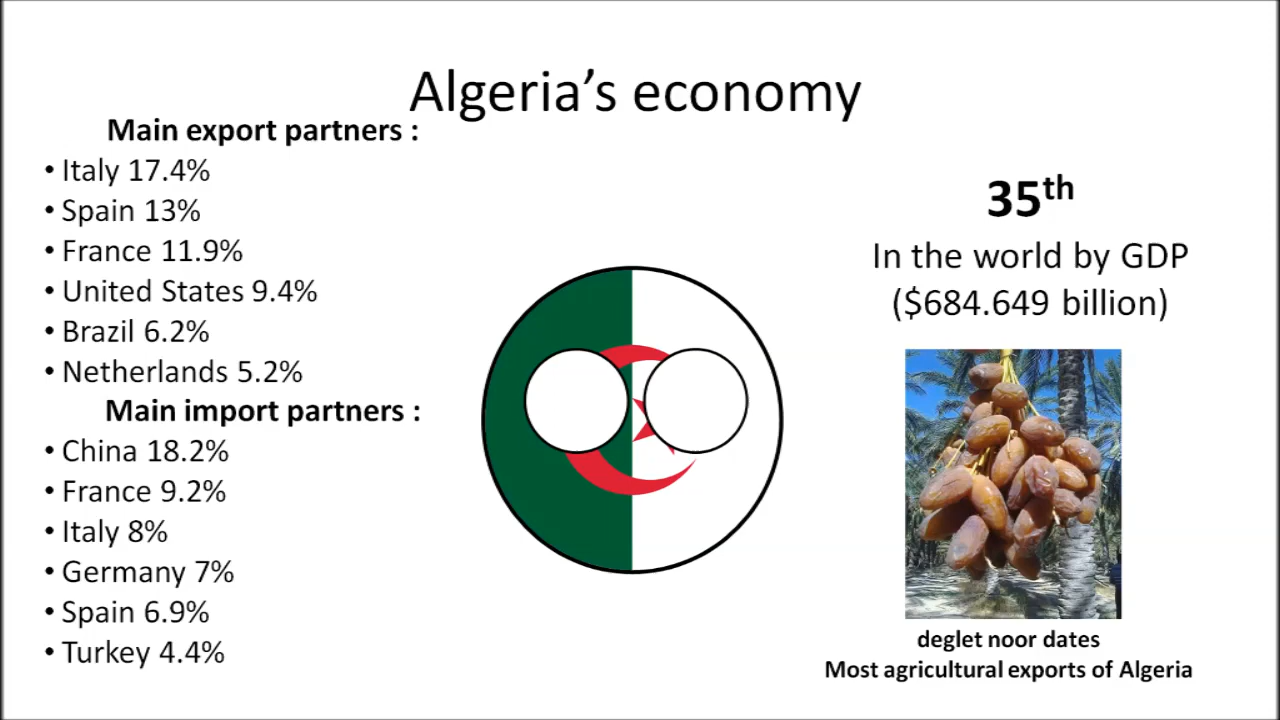 Algeria’s economy
Main export partners :
• Italy 17.4%
• Spain 13%
• France 11.9%
• United States 9.4%
• Brazil 6.2%
• Netherlands 5.2%
Main import partners :
• China 18.2%
• France 9.2%
• Italy 8%
• Germany 7%
• Spain 6.9%
• Turkey 4.4%
35th
In the world by GDP
($684.649 billion)
deglet noor dates
Most agricultural exports of Algeria